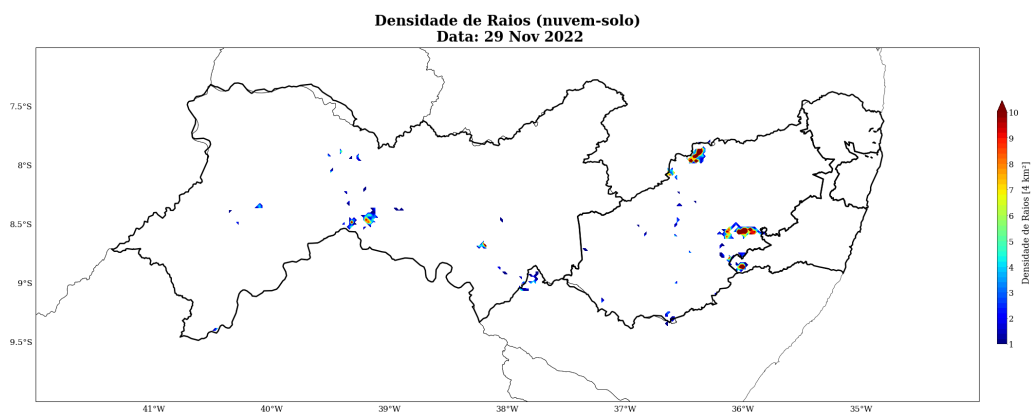 Densidade de Raios (nuvem-solo)
Data: 29 Nov 2022
7.5°S
8°S
8.5°S
9°S
9.5°S
41°W
40°W
39°W
38°W
37°W
36°W
35°W
10
9
8
7
6
5
4
3
2
1
Densidade de Raios [4 km²]